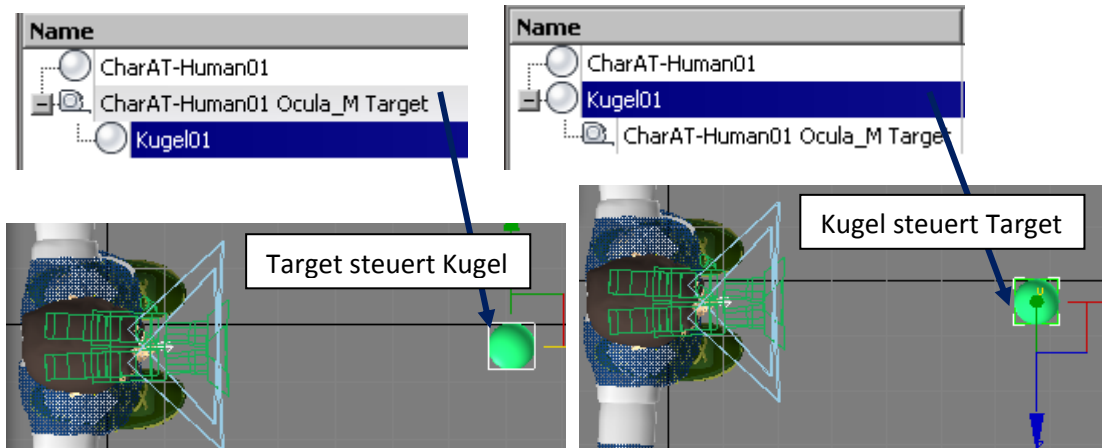 Name
CharAT-Human01
CharAT-Human01 Ocula_M Target
Kugel01
Name
CharAT-Human01
Kugel01
CharAT-Human01 Ocula_M Target
Target steuert Kugel
Kugel steuert Target